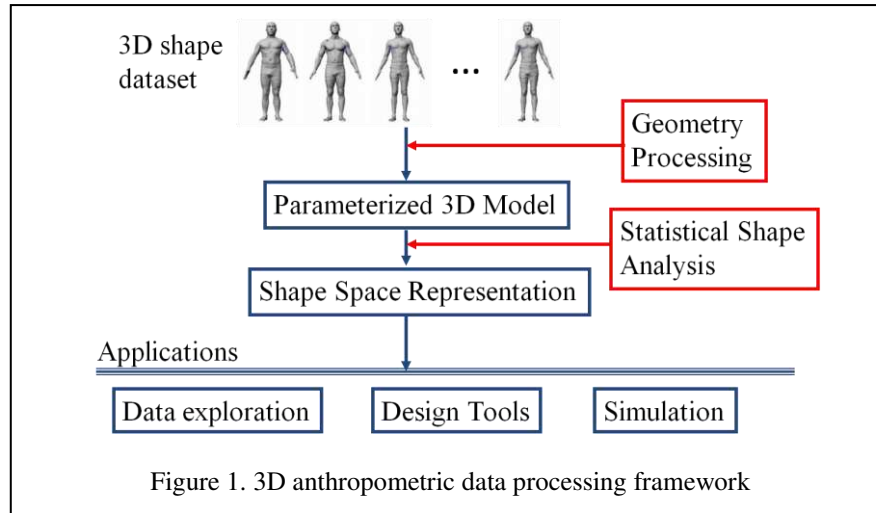 3D shape
dataset
...
Geometry
Processing
Parameterized 3D Model
Statistical Shape
Analysis
Shape Space Representation
Applications
Data exploration
Design Tools
Simulation
Figure 1. 3D anthropometric data processing framework